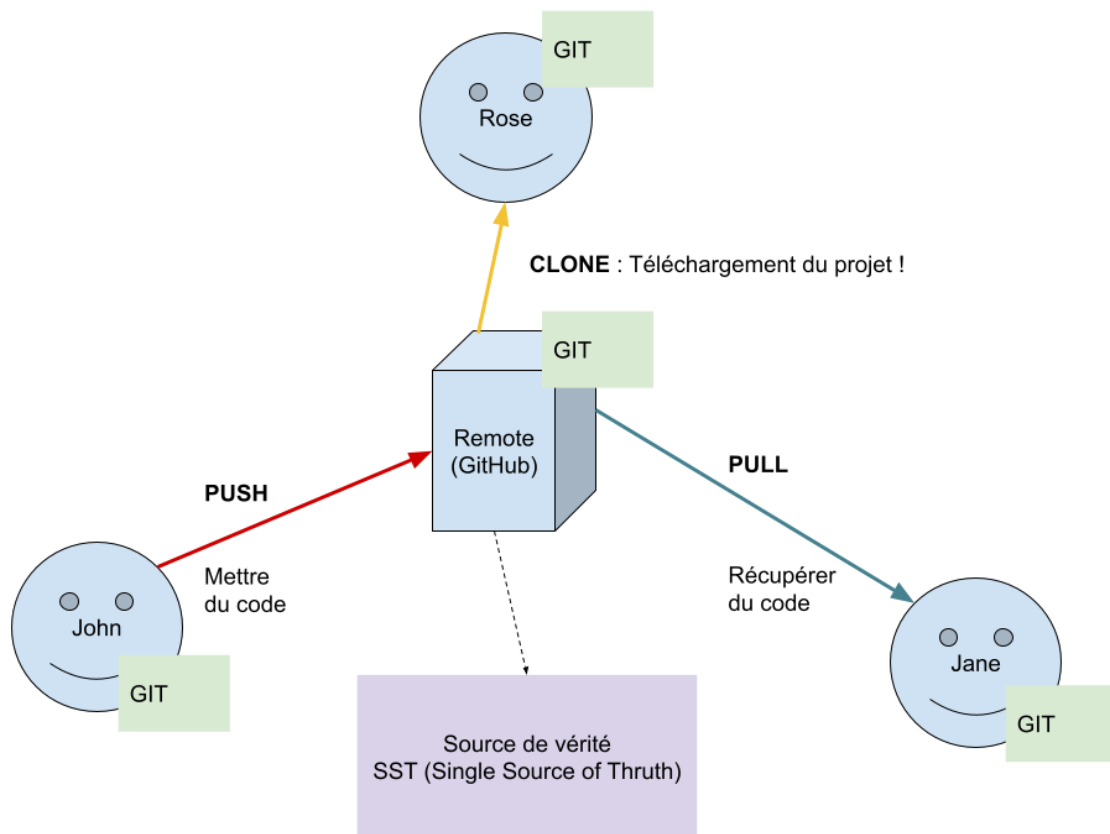 GIT
Rose
CLONE : Téléchargement du projet !
GIT
Remote
(GitHub)
PUSH
Mettre
du code
John
GIT
PULL
Récupérer
du code
Jane
GIT
Source de vérité
SST (Single Source of Thruth)